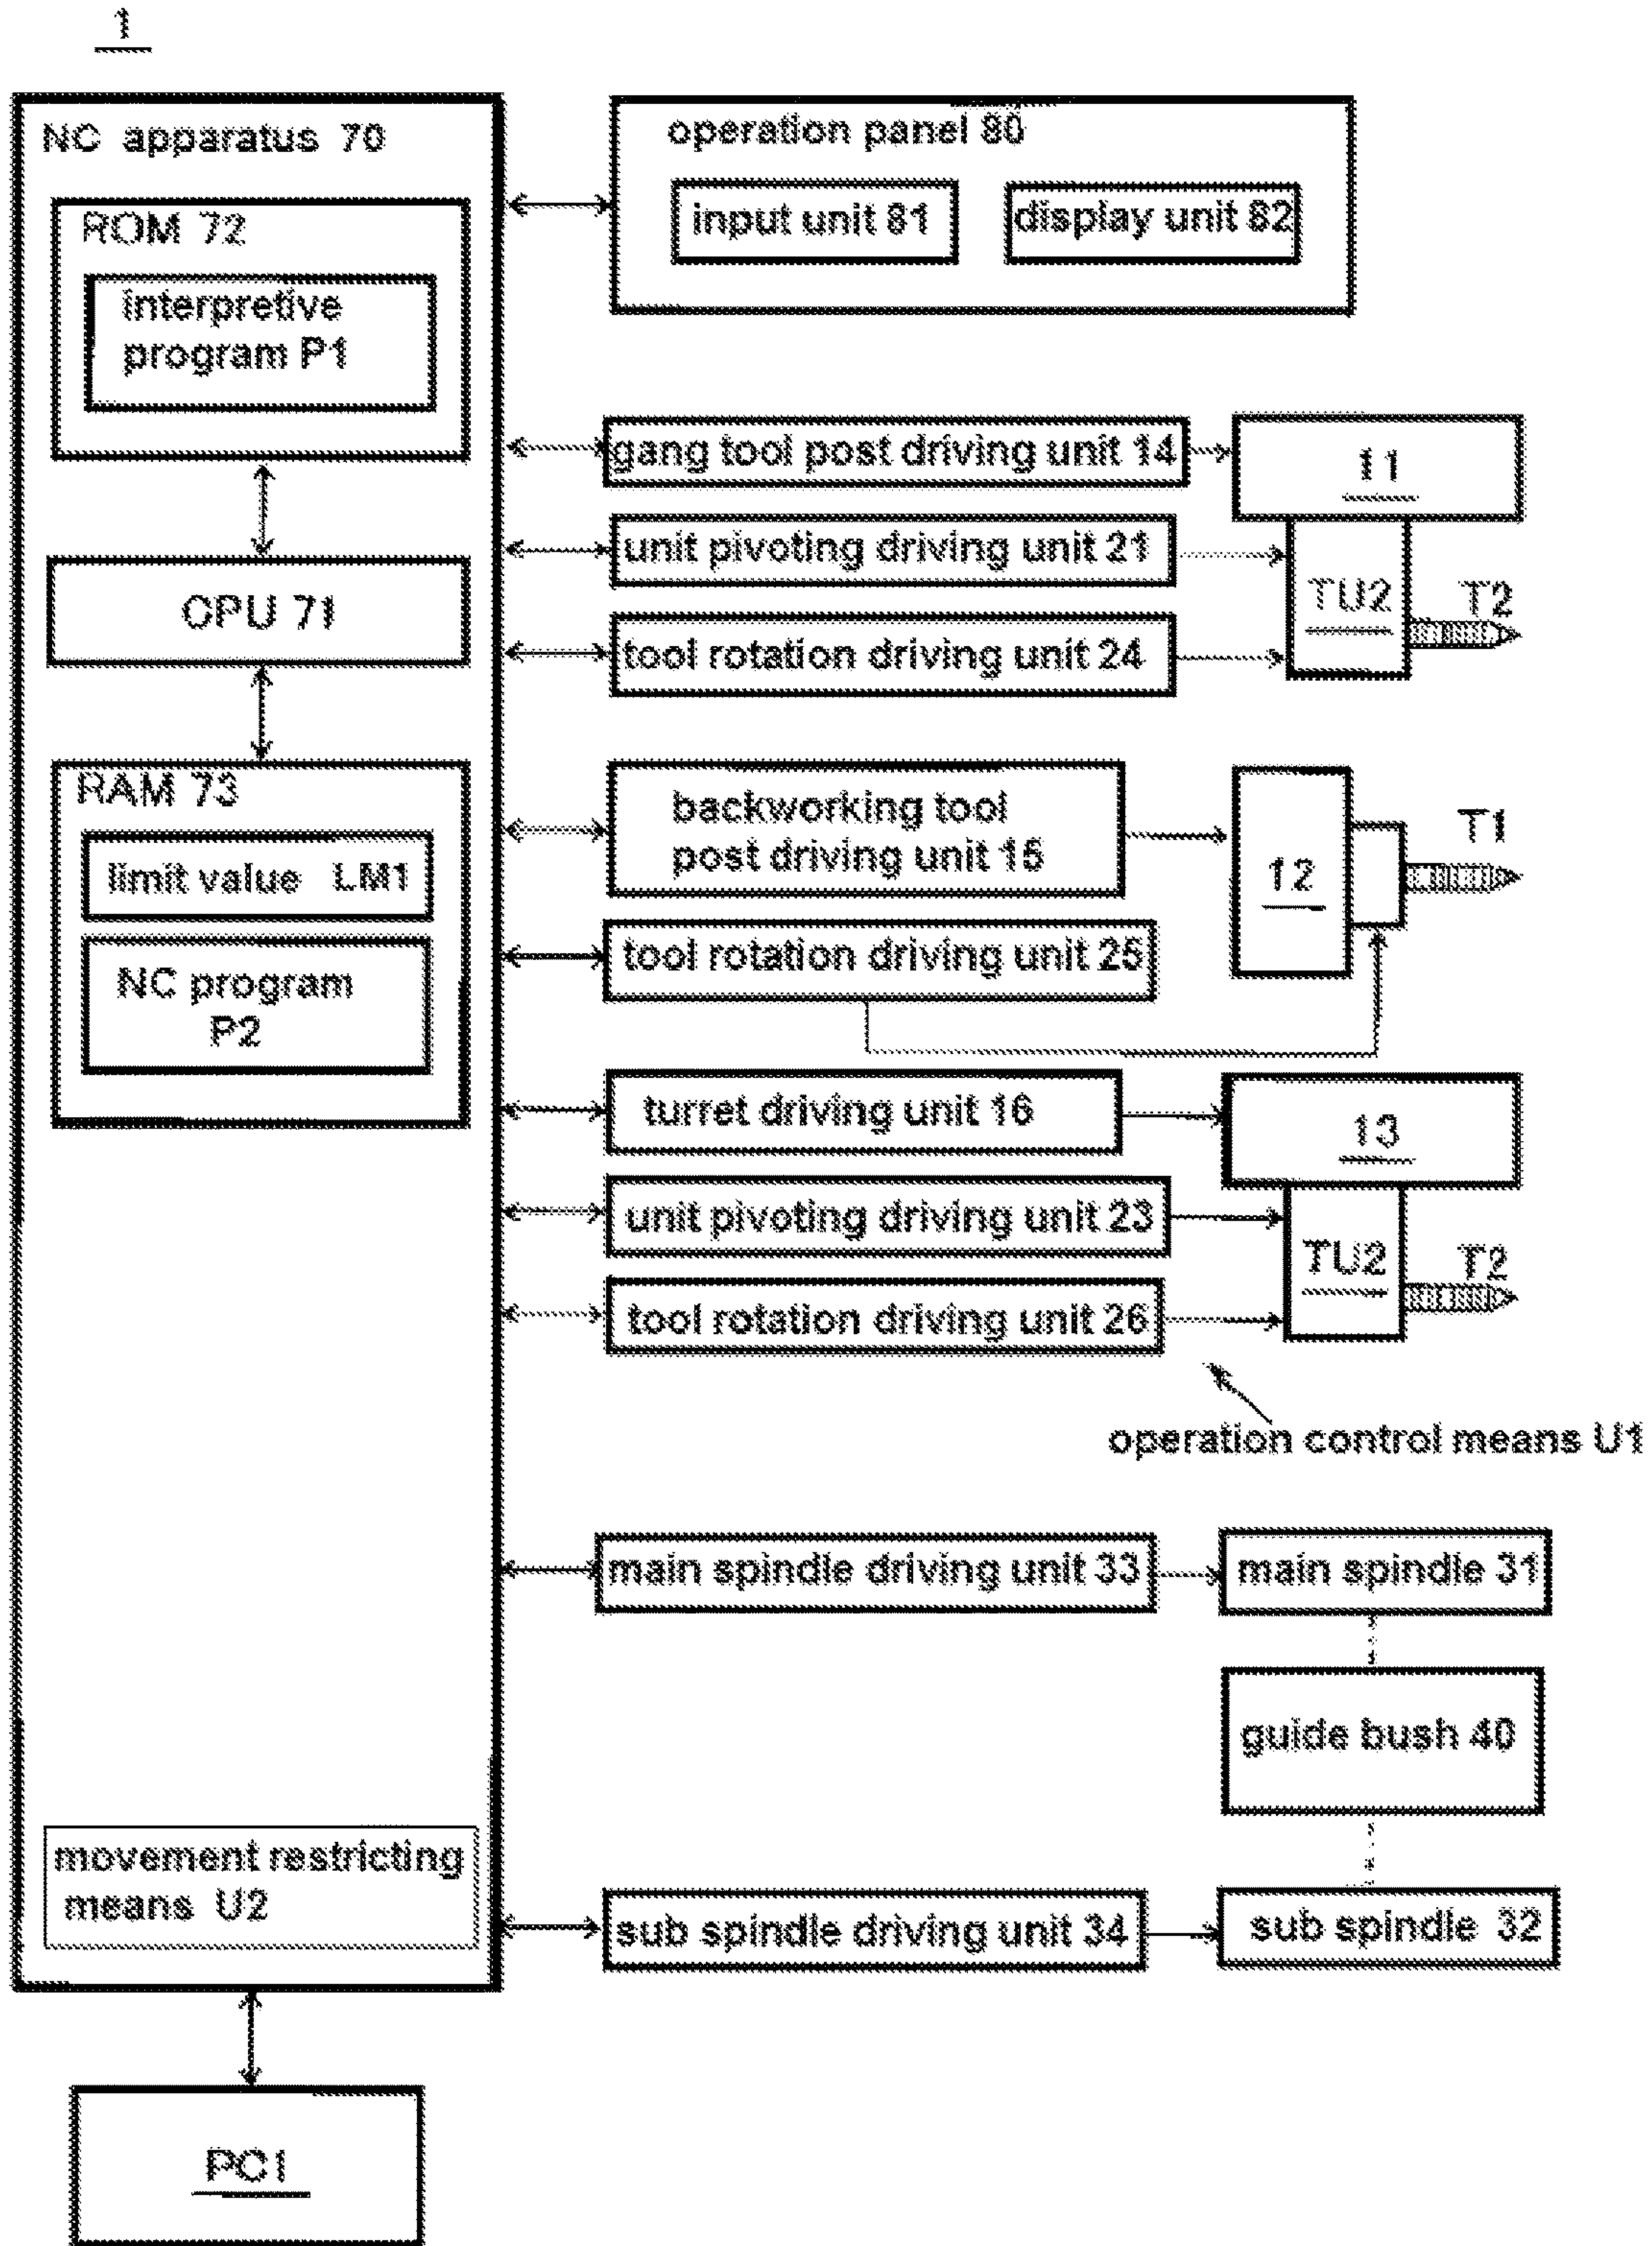 1
NC apparatus 70
ROM 72
interpretive
program P1
CPU 71
RAM 73
limit value LM1
NC program
P2
movement restricting
means U2
PC1
operation panel 80
input unit 81
display unit 82
gang tool post driving unit 14
11
unit pivoting driving unit 21
TU2
T2
tool rotation driving unit 24
backworking tool
post driving unit 15
12
T1
tool rotation driving unit 25
turret driving unit 16
13
unit pivoting driving unit 23
TU2
T2
tool rotation driving unit 26
operation control means U1
main spindle driving unit 33
main spindle 31
guide bush 40
sub spindle driving unit 34
sub spindle 32